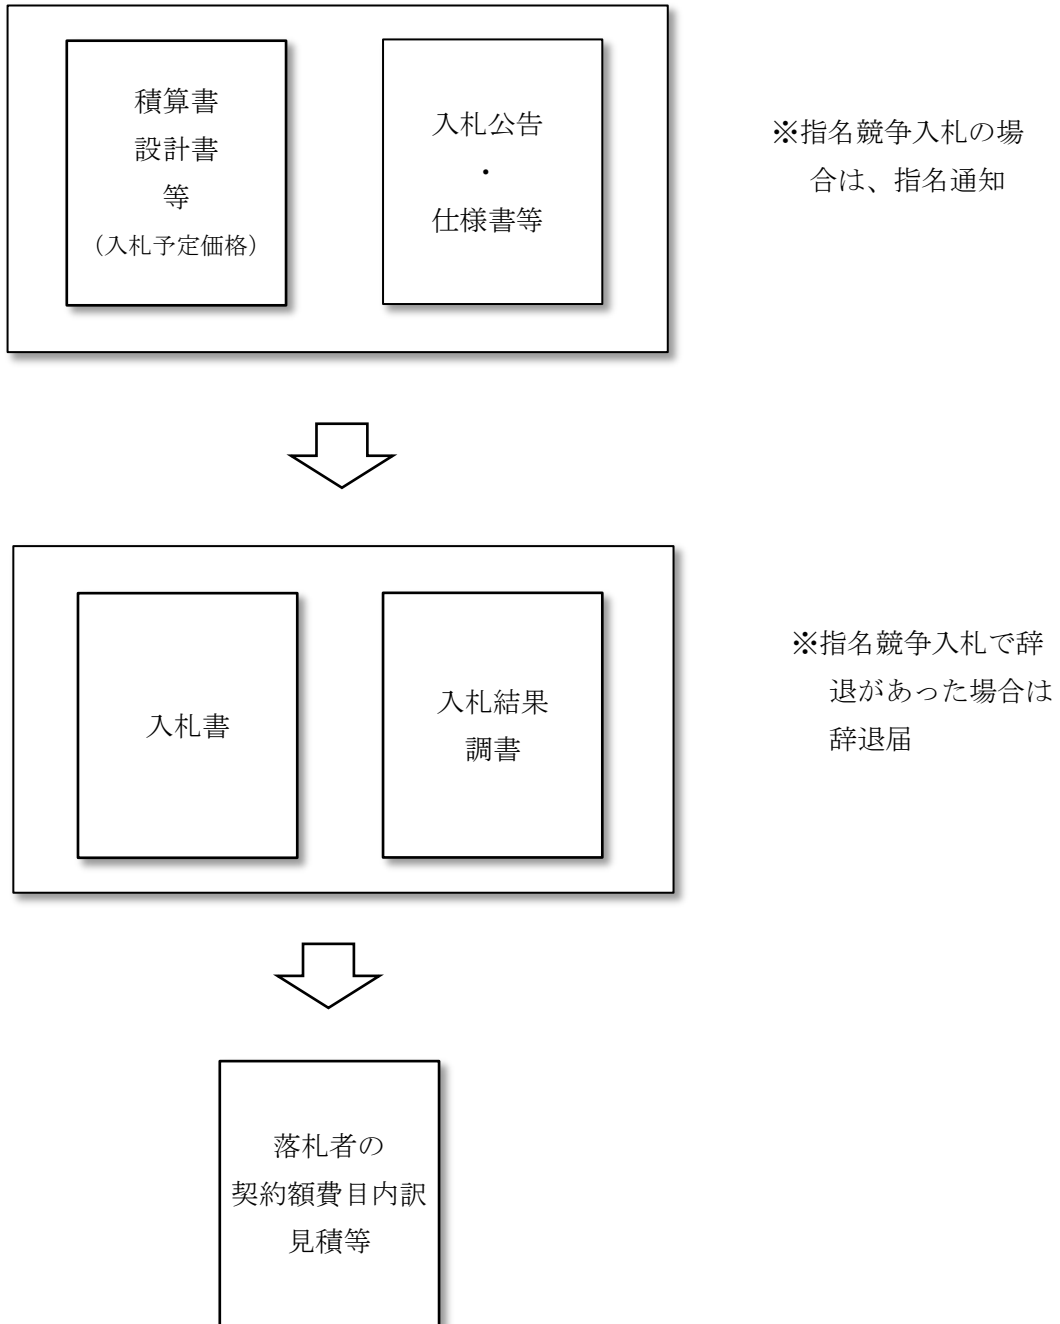 積算書
設計書
等
（入札予定価格）
入札公告
・
仕様書等
※指名競争入札の場
合は、指名通知
入札書
入札結果
調書
※指名競争入札で辞
退があった場合は
辞退届
落札者の
契約額費目内訳
見積等